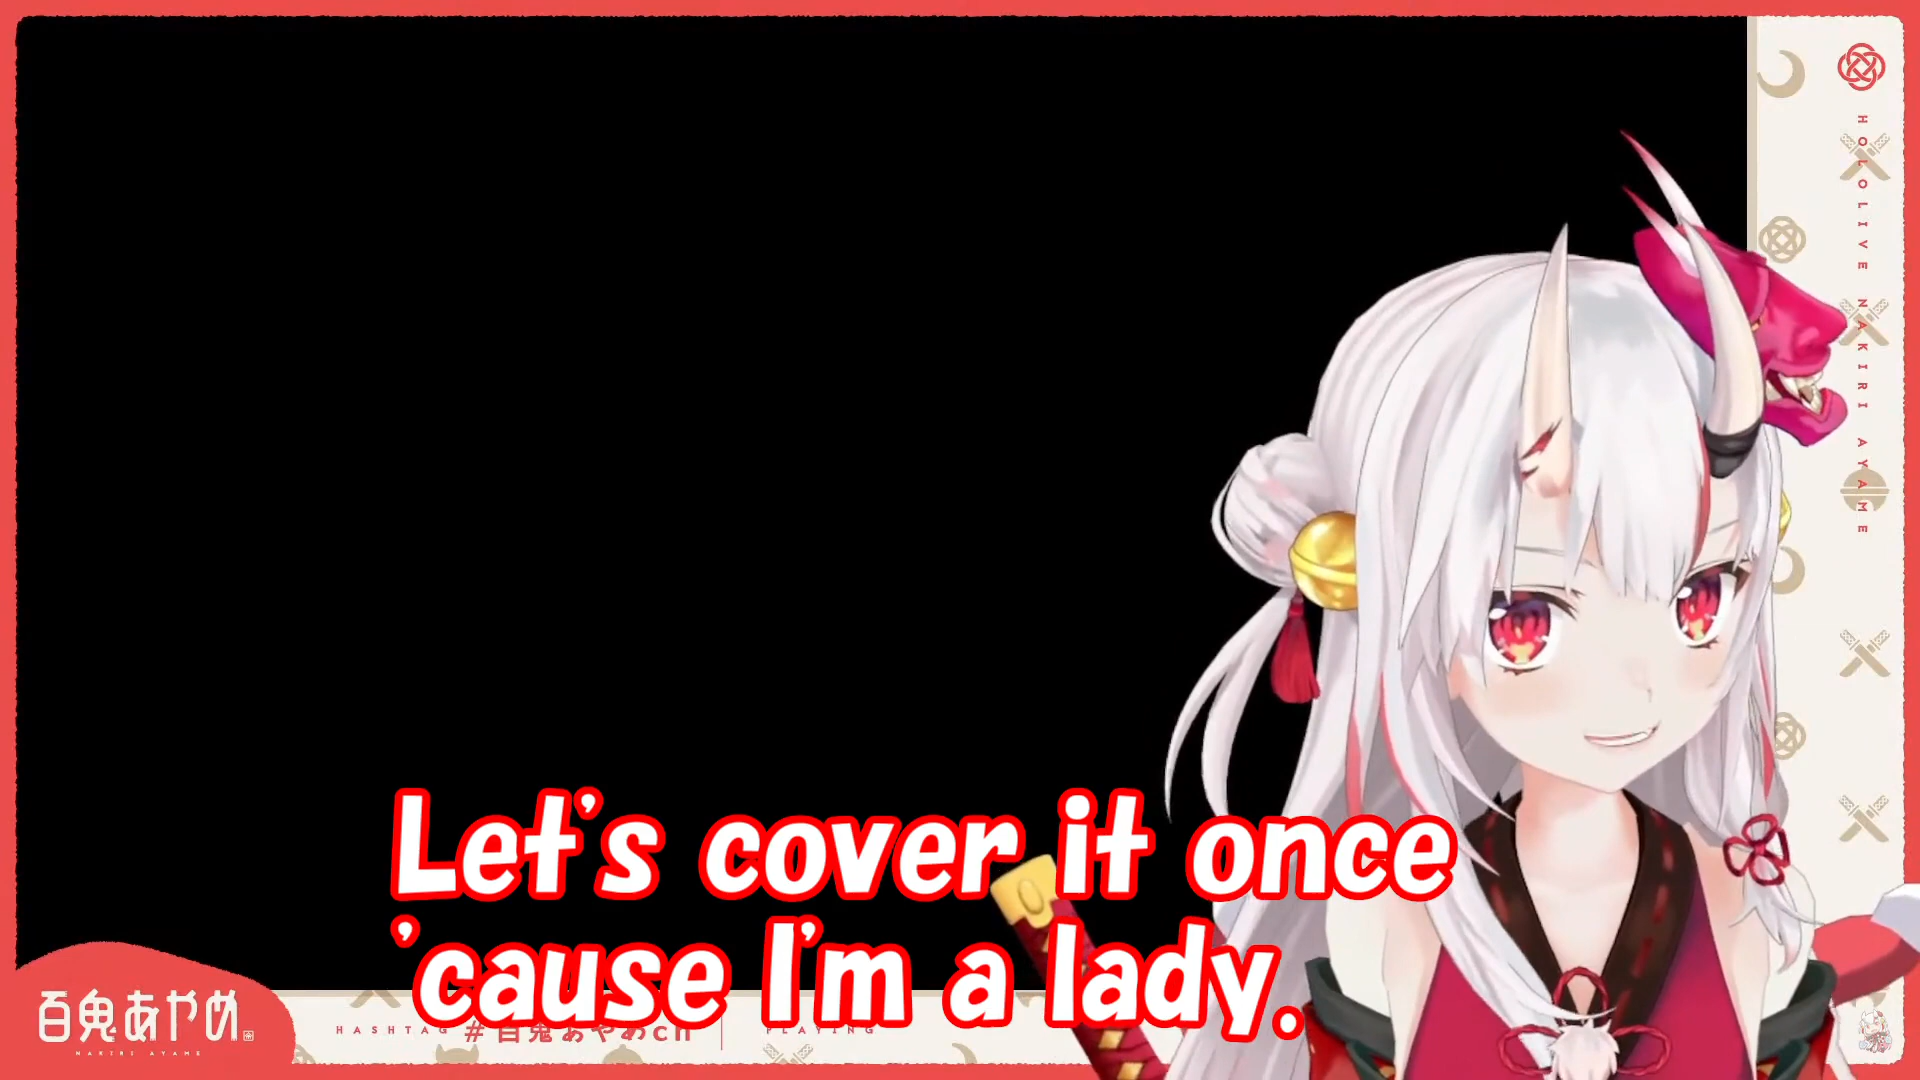 HOLOLIVE NAKIRI AYAME
Let's cover it once
'cause I'm a lady.
百鬼あやめ
NAKIRI AYAME
HASHTAG
#百鬼あやめch
PLAYING